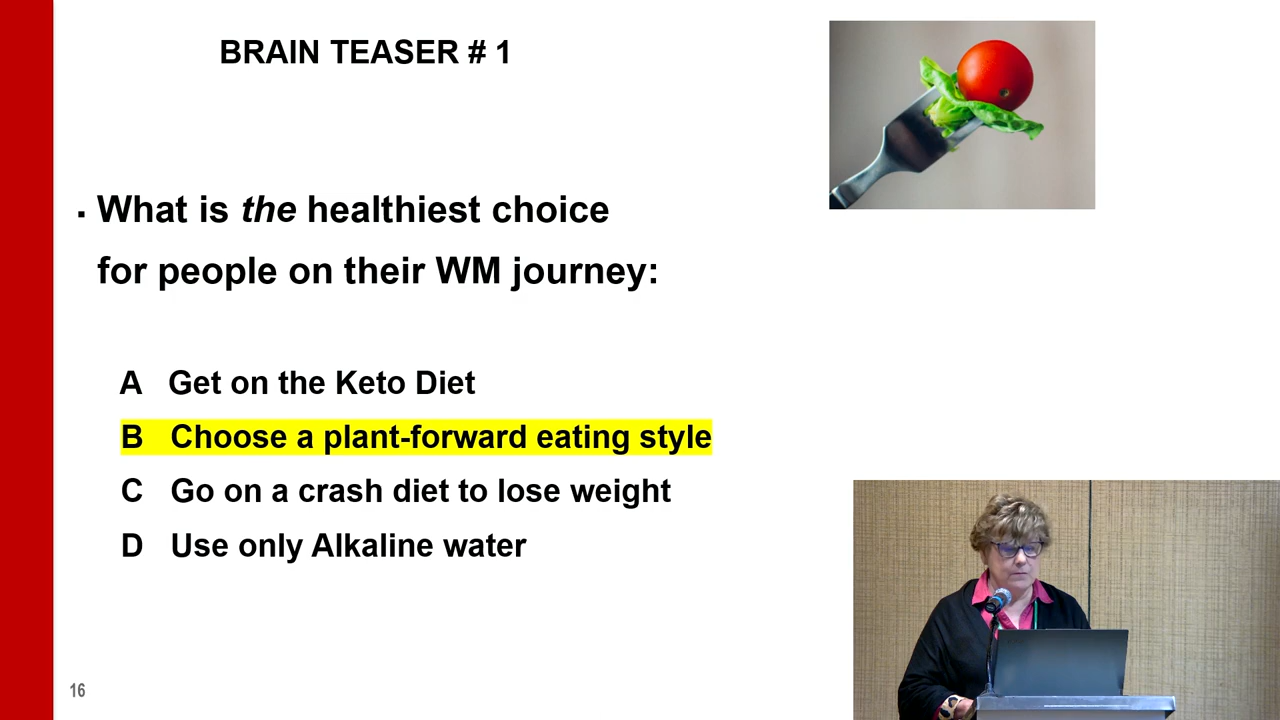 BRAIN TEASER # 1
▪ What is the healthiest choice
for people on their WM journey:
A Get on the Keto Diet
B Choose a plant-forward eating style
C Go on a crash diet to lose weight
D Use only Alkaline water
16